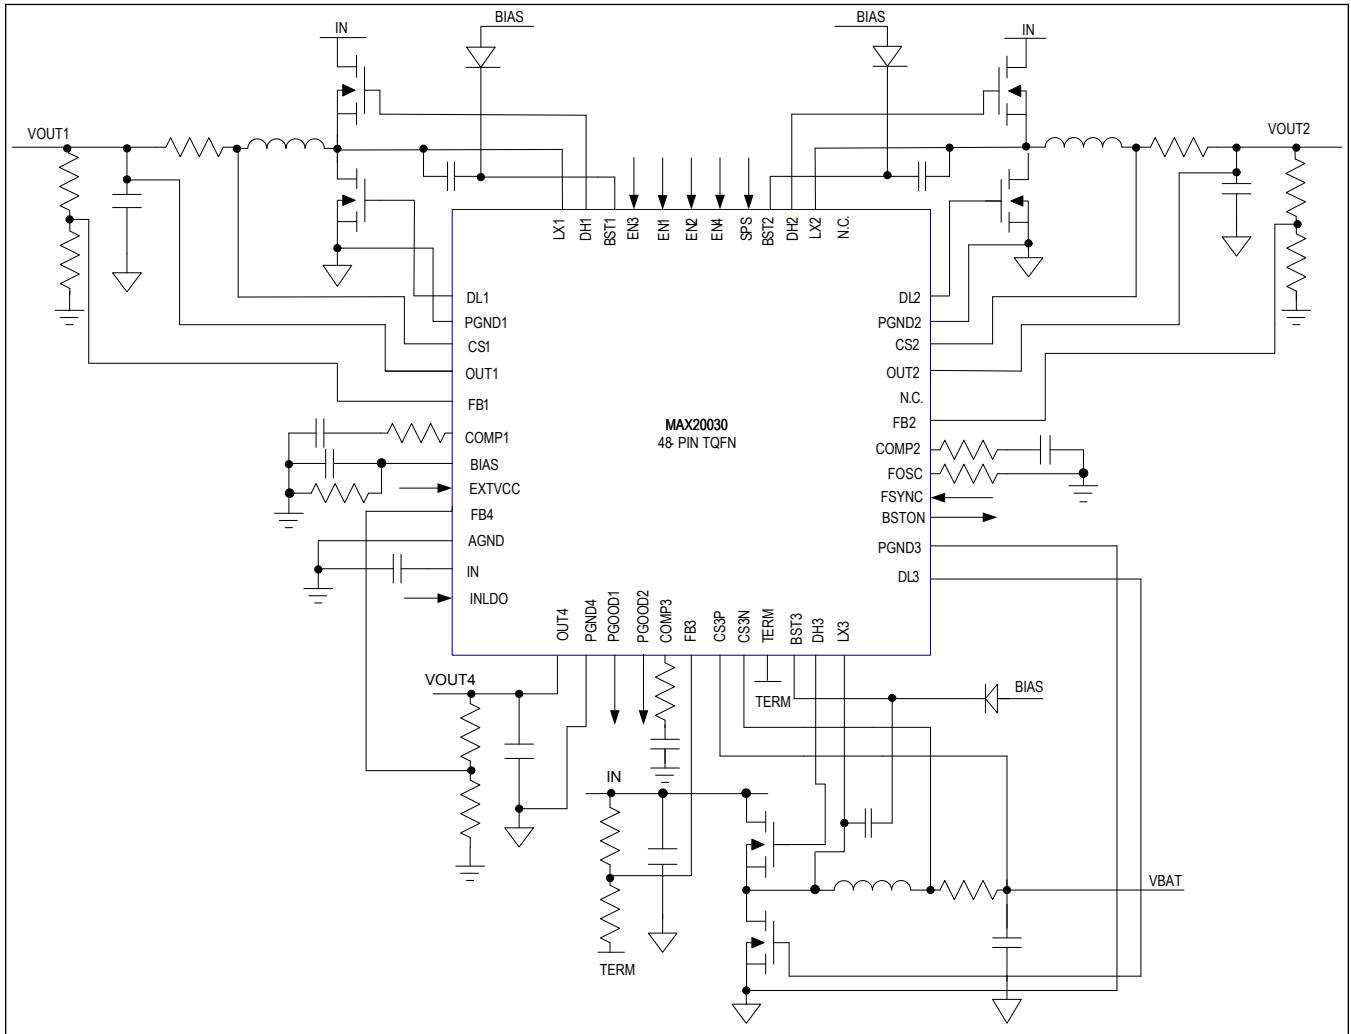 BIAS
BIAS
IN
IN
VOUT1
VOUT2
LX1
DH1
BST1
EN3
EN1
EN2
EN4
SPS
BST2
DH2
LX2
N.C.
DL1
PGND1
CS1
OUT1
FB1
COMP1
BIAS
EXTVCC
FB4
AGND
IN
INLDO
MAX20030
48- PIN TQFN
DL2
PGND2
CS2
OUT2
N.C.
FB2
COMP2
FOSC
FSYNC
BSTON
PGND3
DL3
OUT4
PGND4
PGOOD1
PGOOD2
COMP3
FB3
CS3P
CS3N
TERM
BST3
DH3
LX3
VOUT4
TERM
BIAS
IN
VBAT
TERM